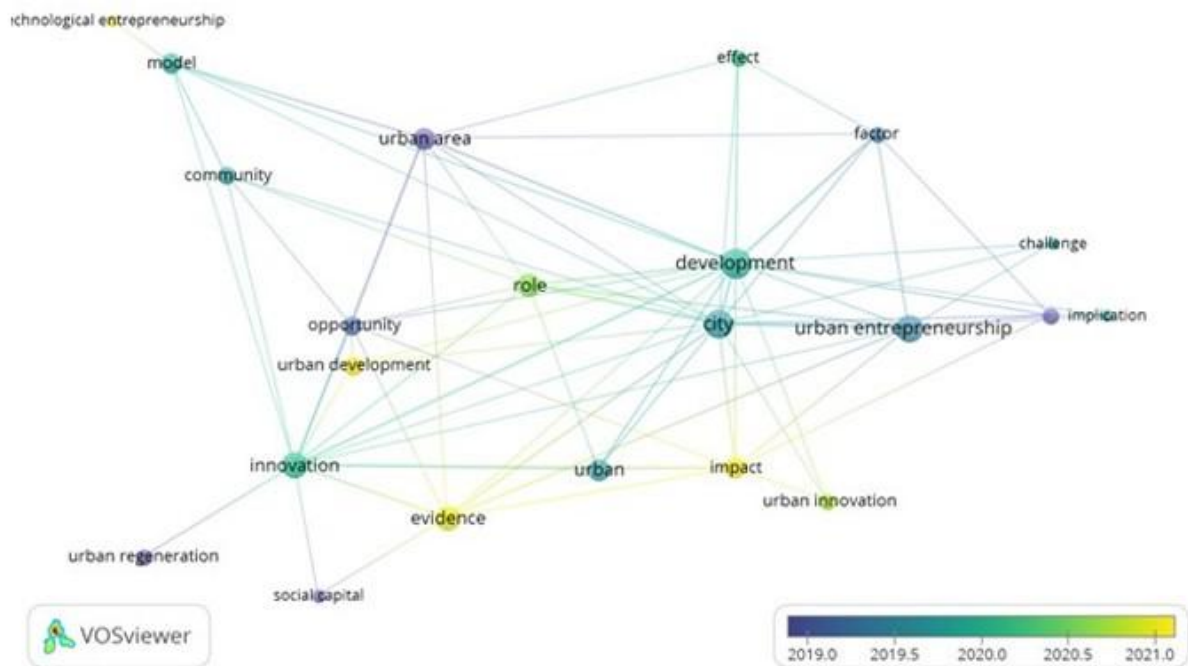 chnological entrepreneurship
model
effect
urban area
factor
community
challenge
development
role
opportunity
city
urban entrepreneurship
implication
urban development
innovation
urban
impact
evidence
urban innovation
urban regeneration
social capital
VOSviewer
2019.0 2019.5 2020.0 2020.5 2021.0